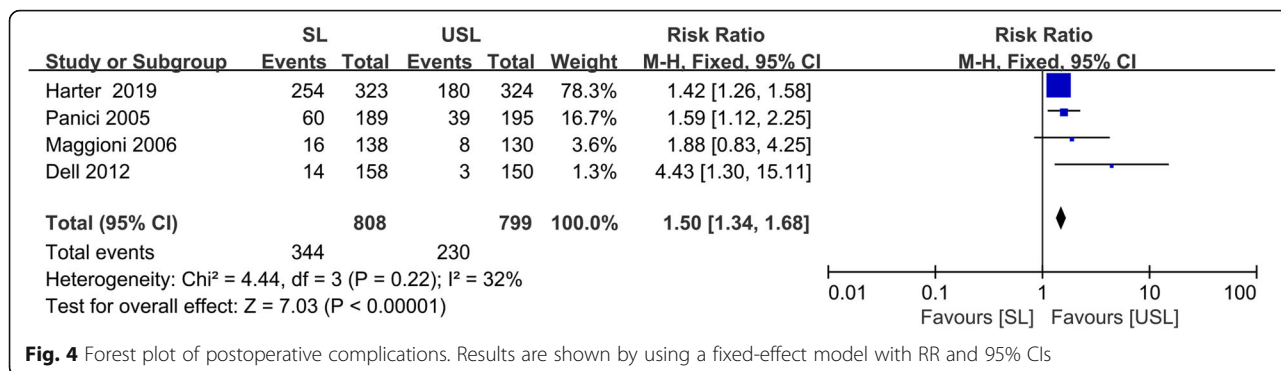 SL USL Risk Ratio Risk Ratio
Study or Subgroup Events Total Events Total Weight M-H, Fixed, 95% CI M-H, Fixed, 95% CI
Harter 2019 254 323 180 324 78.3% 1.42 [1.26, 1.58]
Panici 2005 60 189 39 195 16.7% 1.59 [1.12, 2.25]
Maggioni 2006 16 138 8 130 3.6% 1.88 [0.83, 4.25]
Dell 2012 14 158 3 150 1.3% 4.43 [1.30, 15.11]
Total (95% CI) 808 799 100.0% 1.50 [1.34, 1.68]
Total events 344 230
Heterogeneity: Chi² = 4.44, df = 3 (P = 0.22); I² = 32%
Test for overall effect: Z = 7.03 (P < 0.00001)
0.01 0.1 1 10 100
Favours [SL] Favours [USL]
Fig. 4 Forest plot of postoperative complications. Results are shown by using a fixed-effect model with RR and 95% CIs